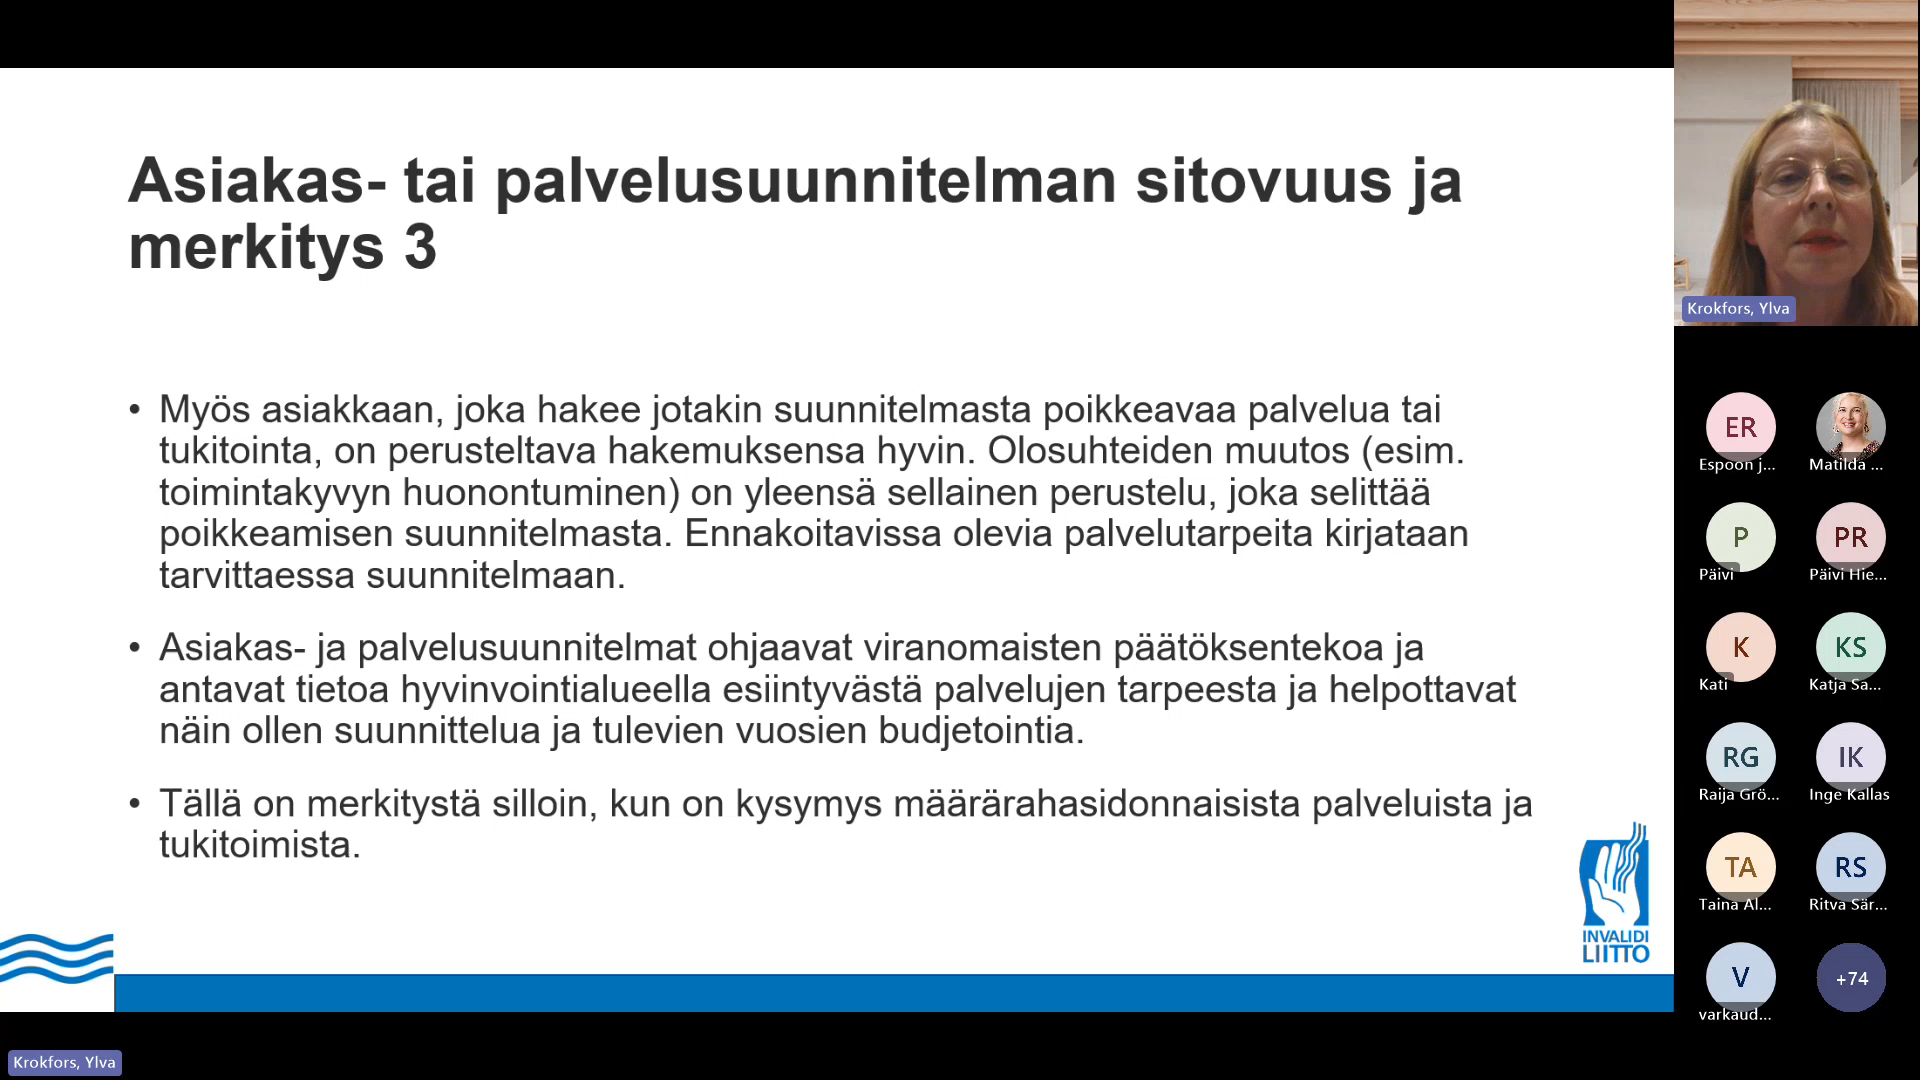 Asiakas- tai palvelusuunnitelman sitovuus ja
merkitys 3
• Myös asiakkaan, joka hakee jotakin suunnitelmasta poikkeavaa palvelua tai
tukitointa, on perusteltava hakemuksensa hyvin. Olosuhteiden muutos (esim.
toimintakyvyn huonontuminen) on yleensä sellainen perustelu, joka selittää
poikkeamisen suunnitelmasta. Ennakoitavissa olevia palvelutarpeita kirjataan
tarvittaessa suunnitelmaan.
• Asiakas- ja palvelusuunnitelmat ohjaavat viranomaisten päätöksentekoa ja
antavat tietoa hyvinvointialueella esiintyvästä palvelujen tarpeesta ja helpottavat
näin ollen suunnittelua ja tulevien vuosien budjetointia.
• Tällä on merkitystä silloin, kun on kysymys määrärahasidonnaisista palveluista ja
tukitoimista.
INVALIDI
LIITTO
Krokfors, Ylva
Krokfors, Ylva
ER
Espoon j...
Matilda ...
P
Päivi
PR
Päivi Hie...
K
Kati
KS
Katja Sa...
RG
Raija Grö...
IK
Inge Kallas
TA
Taina Al...
RS
Ritva Sär...
V
varkaud...
+74